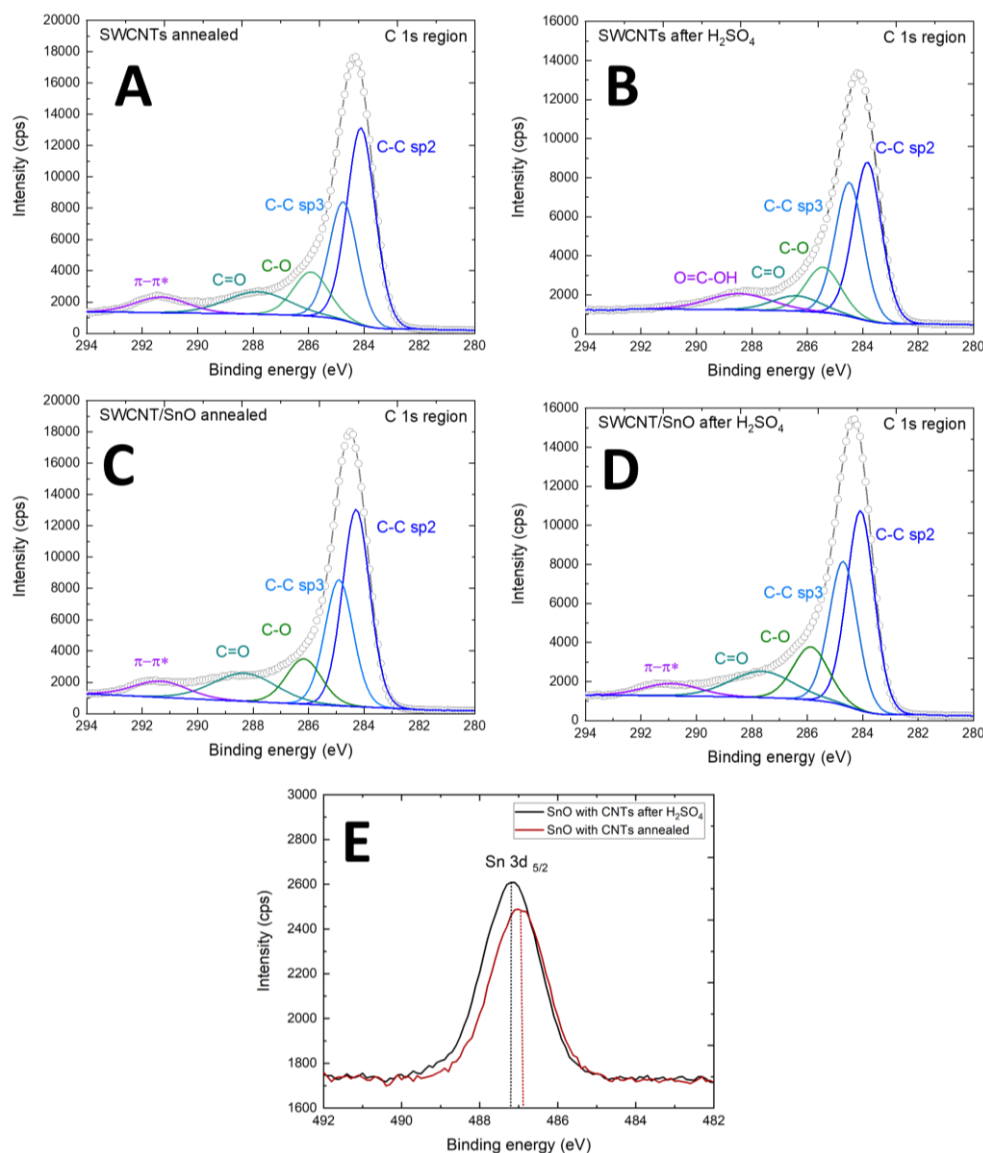 SWCNTs annealed
C 1s region
A
C-C sp2
C-C sp3
C-O
C=O
π−π*
20000
18000
16000
14000
12000
10000
8000
6000
4000
2000
0
294
292
290
288
286
284
282
280
Intensity (cps)
Binding energy (eV)
SWCNTs after H₂SO₄
C 1s region
B
C-C sp2
C-C sp3
C-O
C=O
O=C-OH
16000
14000
12000
10000
8000
6000
4000
2000
0
294
292
290
288
286
284
282
280
Intensity (cps)
Binding energy (eV)
SWCNT/SnO annealed
C 1s region
C
C-C sp2
C-C sp3
C-O
C=O
π−π*
20000
18000
16000
14000
12000
10000
8000
6000
4000
2000
0
294
292
290
288
286
284
282
280
Intensity (cps)
Binding energy (eV)
SWCNT/SnO after H₂SO₄
C 1s region
D
C-C sp2
C-C sp3
C-O
C=O
π−π*
16000
14000
12000
10000
8000
6000
4000
2000
0
294
292
290
288
286
284
282
280
Intensity (cps)
Binding energy (eV)
E
SnO with CNTs after H₂SO₄
SnO with CNTs annealed
Sn 3d 5/2
3000
2800
2600
2400
2200
2000
1800
1600
492
490
488
486
484
482
Intensity (cps)
Binding energy (eV)